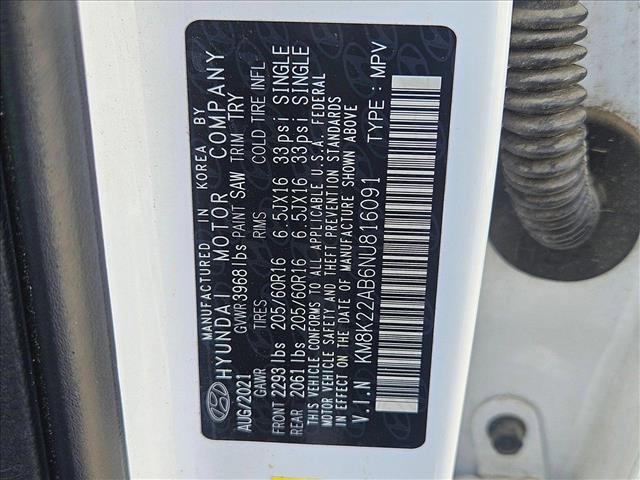 MANUFACTURED IN KOREA BY
HYUNDAI MOTOR COMPANY
AUG/2021 GVWR 3968 lbs PAINT SAW TRIM TRY
GAWR TIRES RIMS COLD TIRE INFL
FRONT 2293 lbs 205/60R16 6.5JX16 33psi SINGLE
REAR 2061 lbs 205/60R16 6.5JX16 33psi SINGLE
THIS VEHICLE CONFORMS TO ALL APPLICABLE U.S.A. FEDERAL
MOTOR VEHICLE SAFETY AND THEFT PREVENTION STANDARDS
IN EFFECT ON THE DATE OF MANUFACTURE SHOWN ABOVE
V.I.N KM8K22AB6NU816091 TYPE : MPV